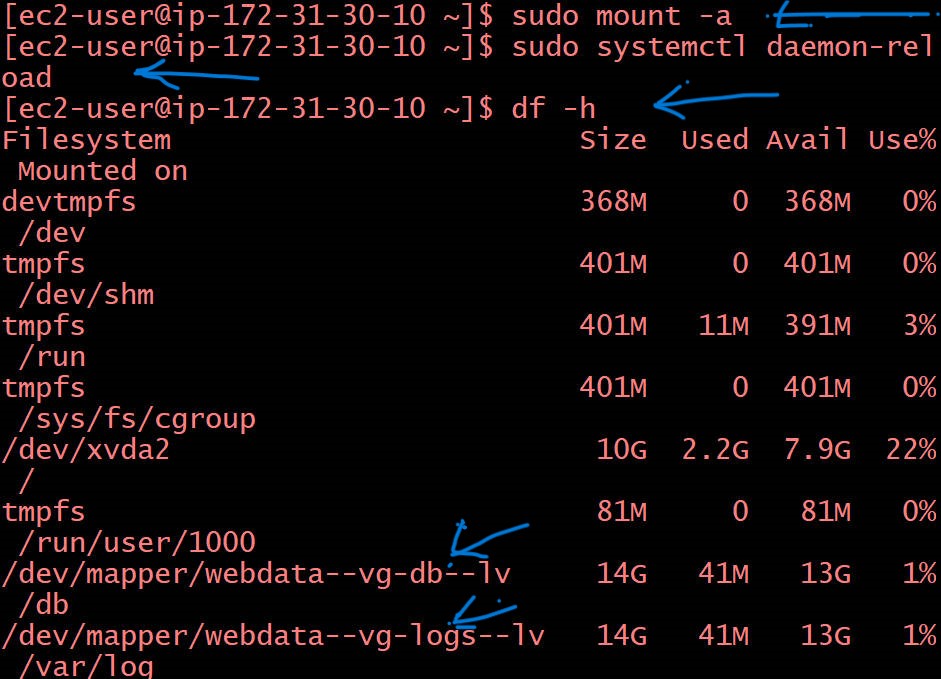 [ec2-user@ip-172-31-30-10 ~]$ sudo mount -a
[ec2-user@ip-172-31-30-10 ~]$ sudo systemctl daemon-rel
oad
[ec2-user@ip-172-31-30-10 ~]$ df -h
Filesystem Size Used Avail Use%
 Mounted on
devtmpfs 368M 0 368M 0%
 /dev
tmpfs 401M 0 401M 0%
 /dev/shm
tmpfs 401M 11M 391M 3%
 /run
tmpfs 401M 0 401M 0%
 /sys/fs/cgroup
/dev/xvda2 10G 2.2G 7.9G 22%
 /
tmpfs 81M 0 81M 0%
 /run/user/1000
/dev/mapper/webdata--vg-db--lv 14G 41M 13G 1%
 /db
/dev/mapper/webdata--vg-logs--lv 14G 41M 13G 1%
 /var/log